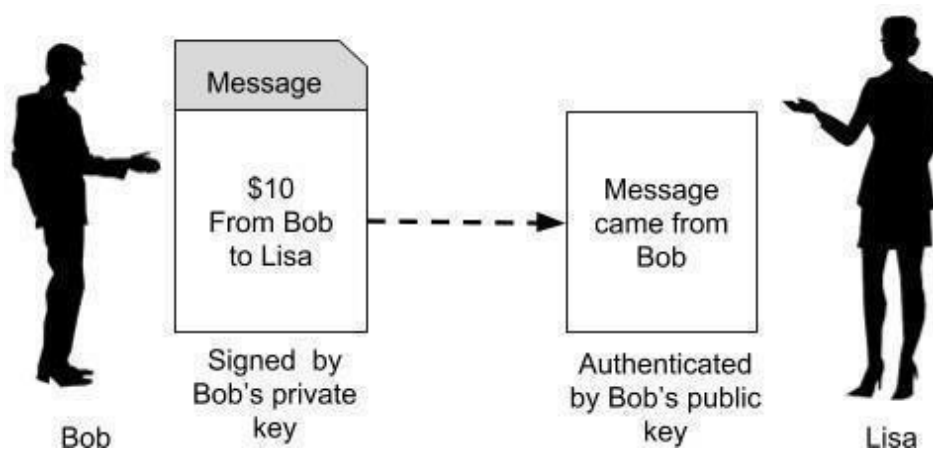 Message
$10
From Bob
to Lisa
Signed by
Bob's private
key
Bob
Message
came from
Bob
Authenticated
by Bob's public
key
Lisa